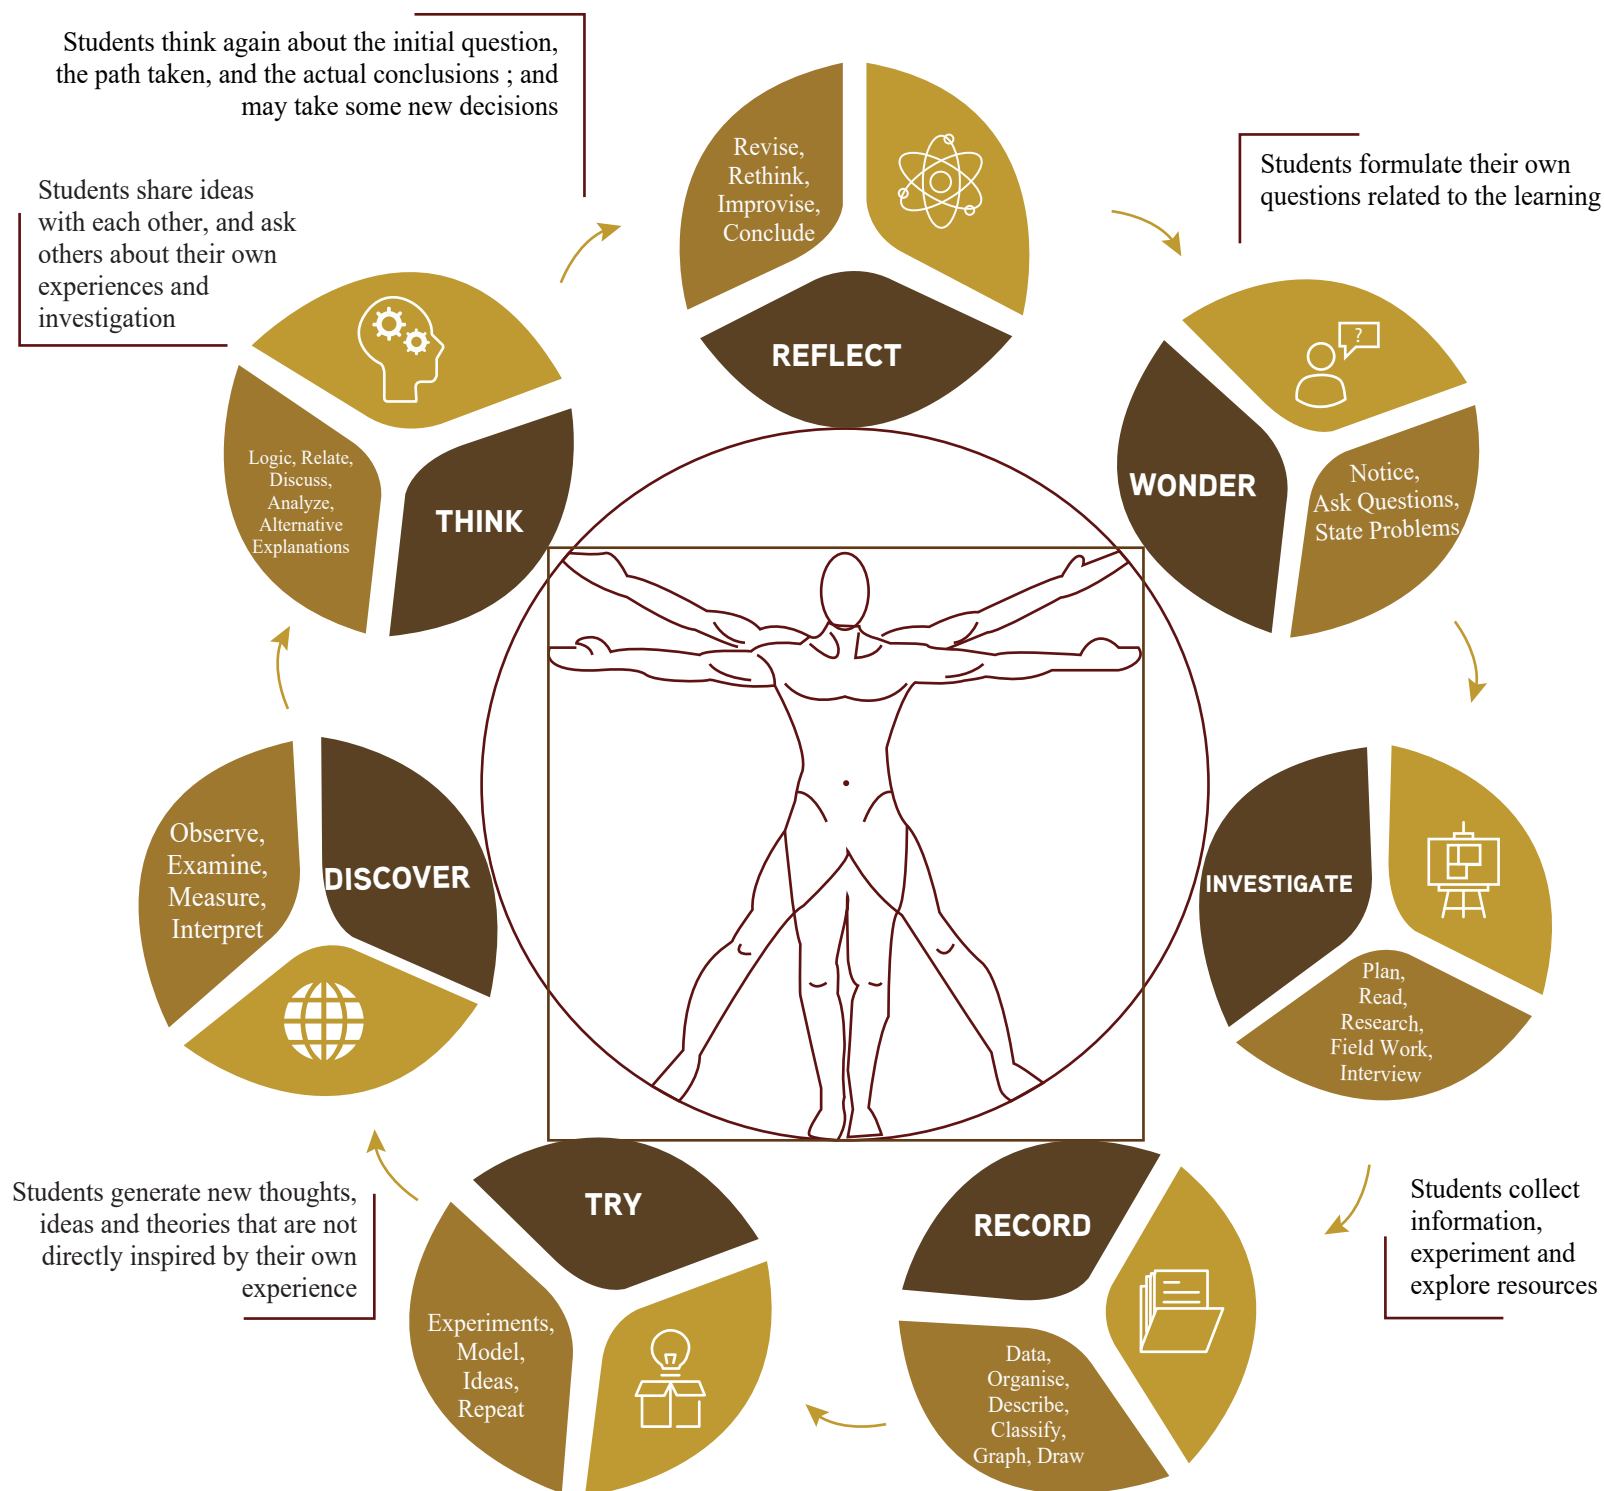 Students think again about the initial question,
the path taken, and the actual conclusions ; and
may take some new decisions
Revise,
Rethink,
Improvise,
Conclude
REFLECT
Students formulate their own
questions related to the learning
?
WONDER
Notice,
Ask Questions,
State Problems
INVESTIGATE
Plan,
Read,
Research,
Field Work,
Interview
Students collect
information,
experiment and
explore resources
RECORD
Data,
Organise,
Describe,
Classify,
Graph, Draw
TRY
Experiments,
Model,
Ideas,
Repeat
Students generate new thoughts,
ideas and theories that are not
directly inspired by their own
experience
DISCOVER
Observe,
Examine,
Measure,
Interpret
THINK
Logic, Relate,
Discuss,
Analyze,
Alternative
Explanations
Students share ideas
with each other, and ask
others about their own
experiences and
investigation